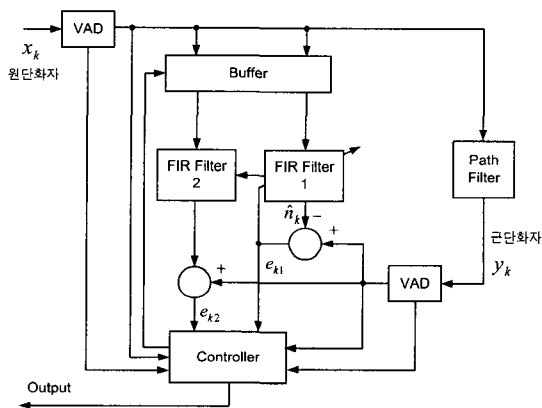 VAD
x_k
원단화자
Buffer
FIR Filter
2
FIR Filter
1
Path
Filter
n̂_k
−
+
근단화자
e_k1
y_k
+
VAD
e_k2
Controller
Output